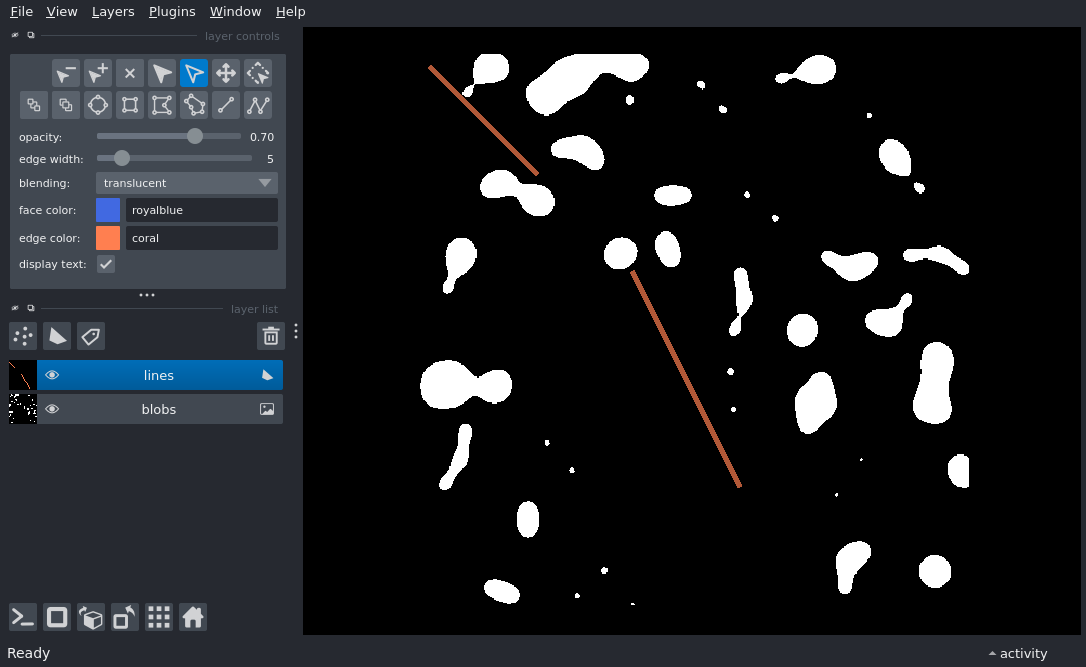 File View Layers Plugins Window Help
layer controls
opacity: 0.70
edge width: 5
blending: translucent
face color: royalblue
edge color: coral
display text:
layer list
lines
blobs
Ready
activity